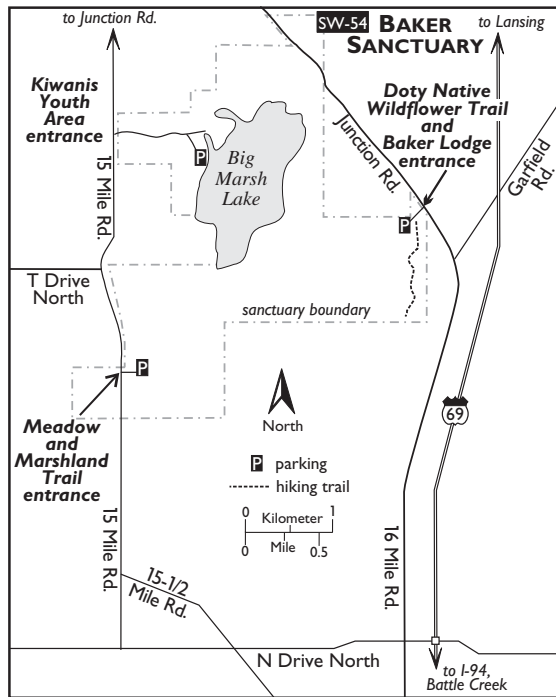 to Junction Rd.
SW-54 BAKER
SANCTUARY
to Lansing
Kiwanis
Youth
Area
entrance
Doty Native
Wildflower Trail
and
Baker Lodge
entrance
Junction Rd.
Garfield
Rd.
15 Mile Rd.
P
Big
Marsh
Lake
P
T Drive
North
sanctuary boundary
P
69
North
Meadow
and
Marshland
Trail
entrance
P parking
hiking trail
0 1
Kilometer
Mile
0 0.5
15 Mile Rd.
15-1/2
Mile Rd.
16 Mile Rd.
N Drive North
to I-94,
Battle Creek